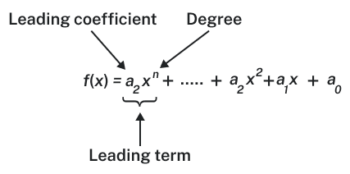 Leading coefficient Degree
f(x) = a₂xⁿ + ..... + a₂x² + a₁x + a₀
Leading term